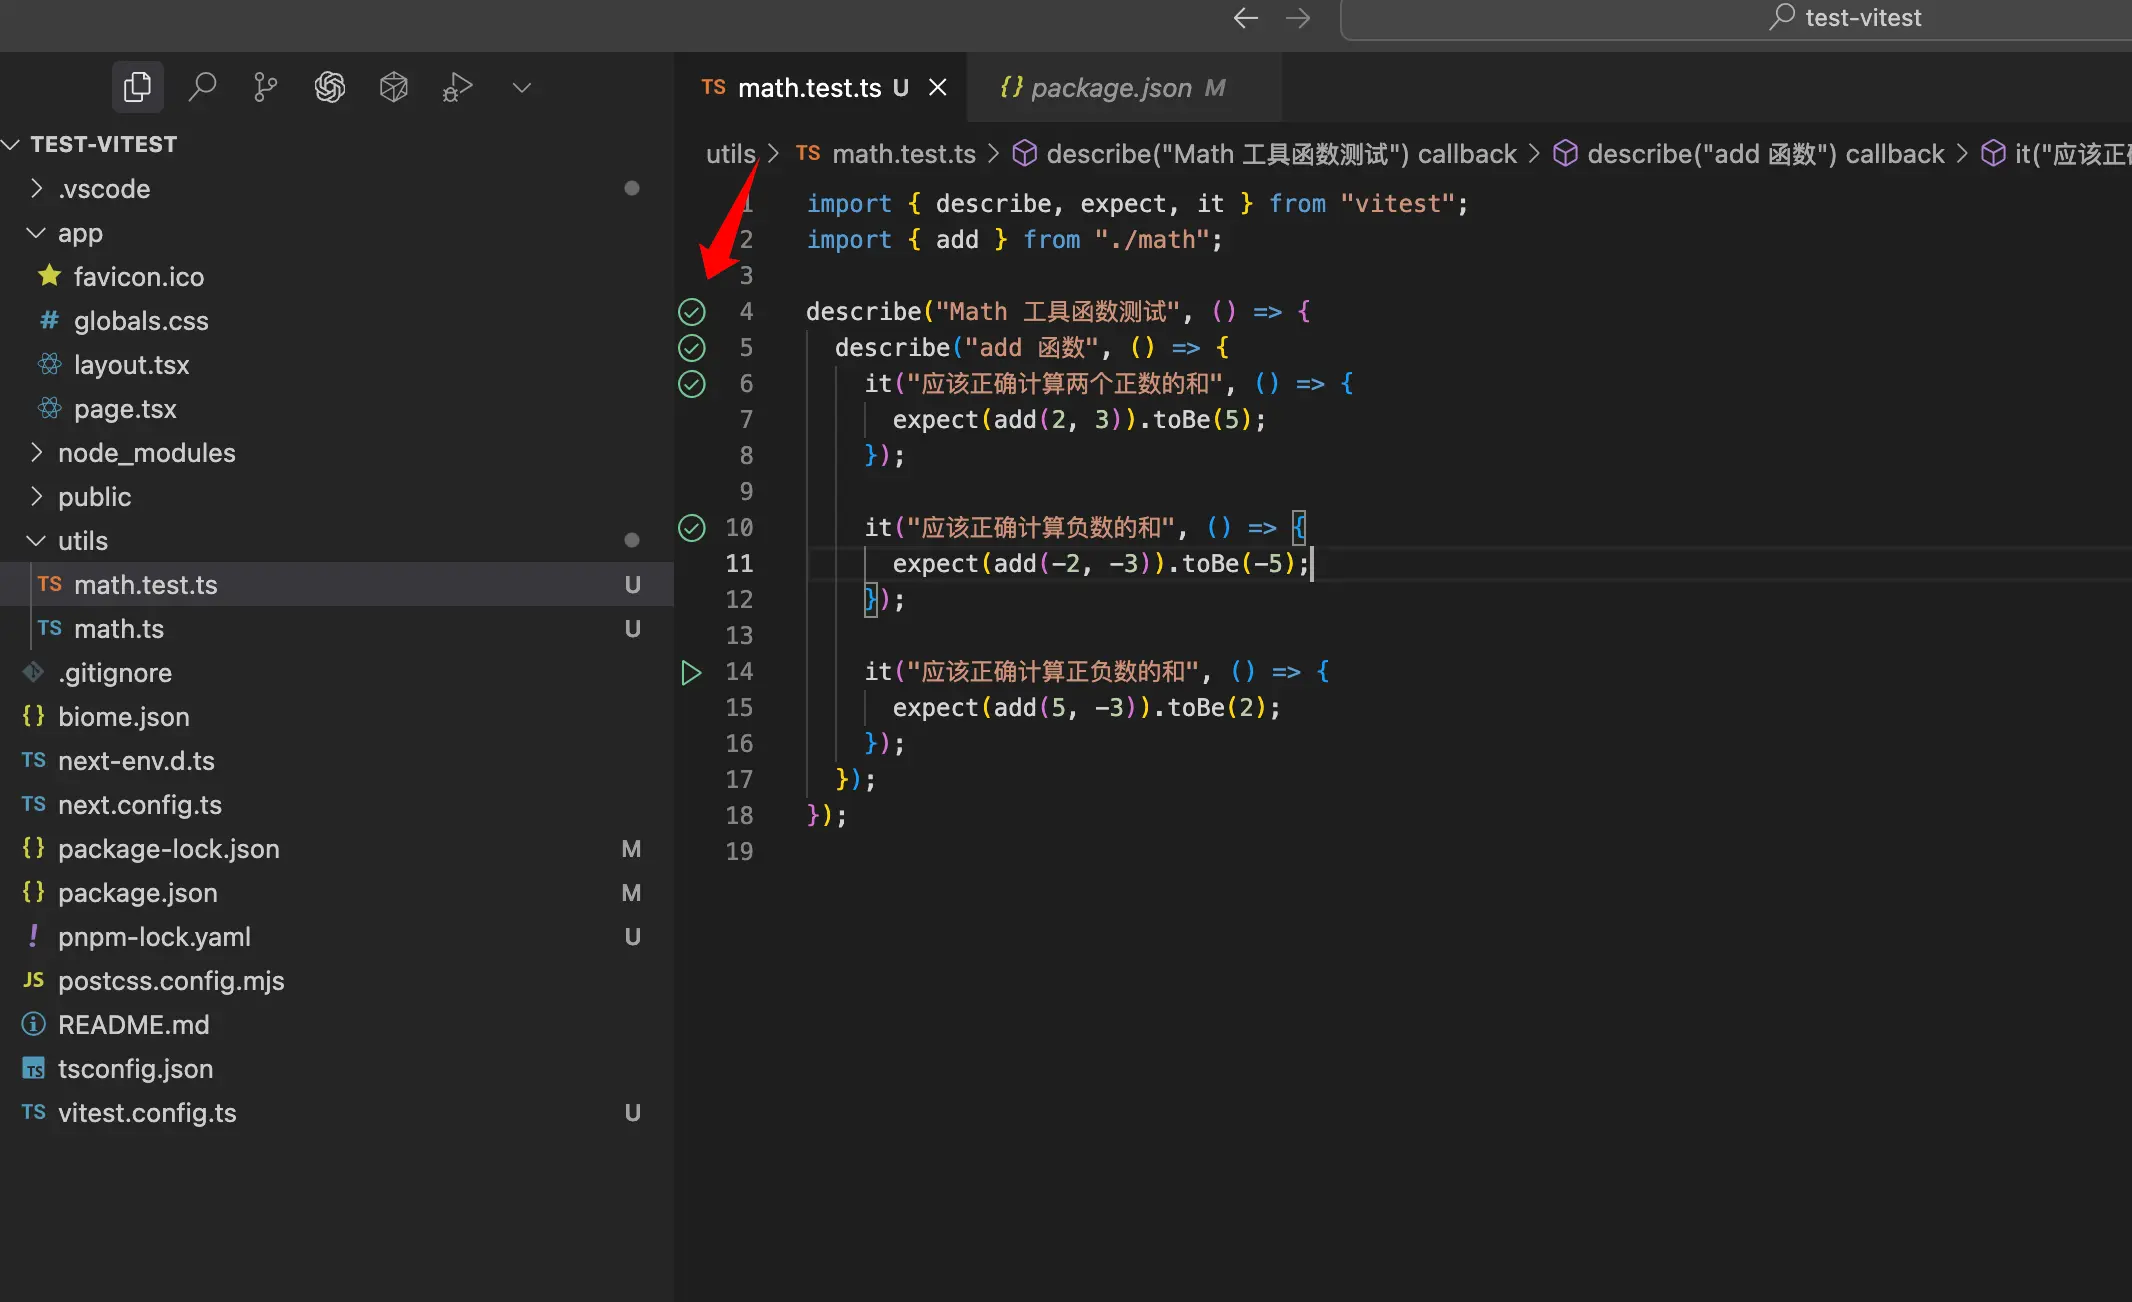 test-vitest
TS math.test.ts U
{} package.json M
TEST-VITEST
.vscode
app
favicon.ico
# globals.css
layout.tsx
page.tsx
node_modules
public
utils
TS math.test.ts U
TS math.ts U
.gitignore
{} biome.json
TS next-env.d.ts
TS next.config.ts
{} package-lock.json M
{} package.json M
! pnpm-lock.yaml U
JS postcss.config.mjs
README.md
TS tsconfig.json
TS vitest.config.ts U
utils > TS math.test.ts > describe("Math 工具函数测试") callback > describe("add 函数") callback > it("应该正
1 import { describe, expect, it } from "vitest";
2 import { add } from "./math";
3
4 describe("Math 工具函数测试", () => {
5 describe("add 函数", () => {
6 it("应该正确计算两个正数的和", () => {
7 expect(add(2, 3)).toBe(5);
8 });
9
10 it("应该正确计算负数的和", () => {
11 expect(add(-2, -3)).toBe(-5);
12 });
13
14 it("应该正确计算正负数的和", () => {
15 expect(add(5, -3)).toBe(2);
16 });
17 });
18 });
19